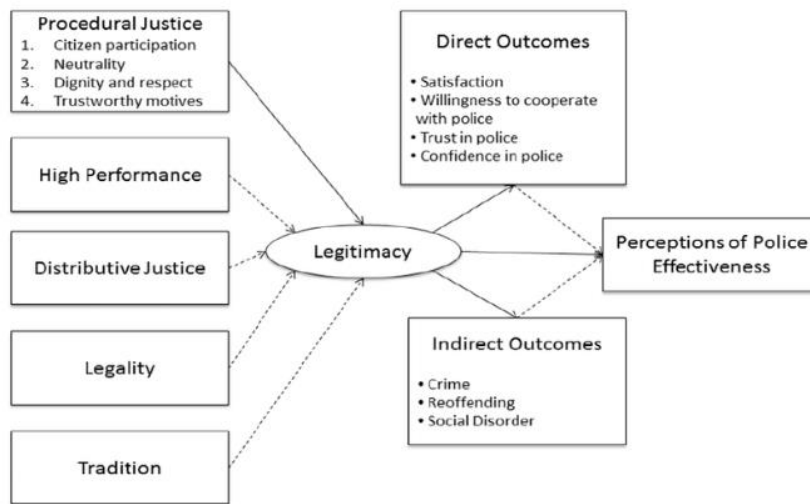 Procedural Justice
1. Citizen participation
2. Neutrality
3. Dignity and respect
4. Trustworthy motives
High Performance
Distributive Justice
Legality
Tradition
Legitimacy
Direct Outcomes
• Satisfaction
• Willingness to cooperate
with police
• Trust in police
• Confidence in police
Indirect Outcomes
• Crime
• Reoffending
• Social Disorder
Perceptions of Police
Effectiveness